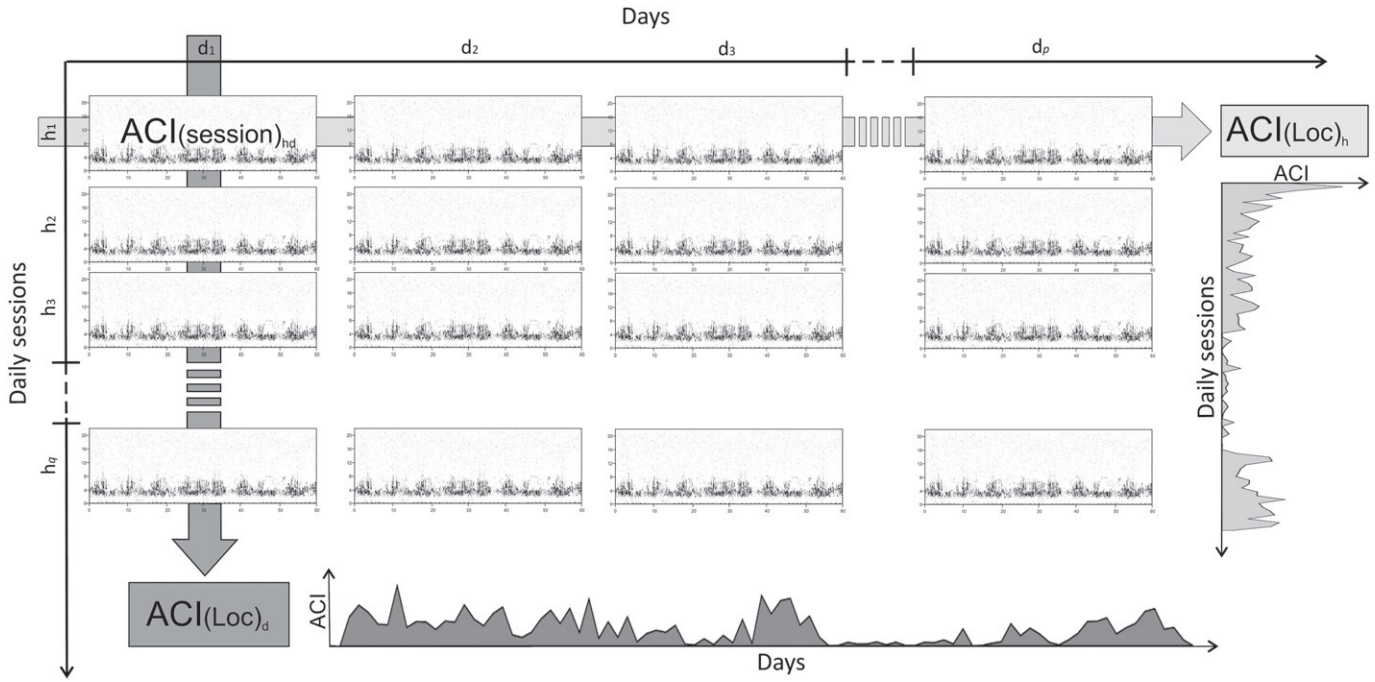 Days
d1
d2
d3
dp
h1
ACI(session)hd
ACI(Loc)h
ACI
h2
h3
Daily sessions
Daily sessions
hq
ACI(Loc)d
ACI
Days